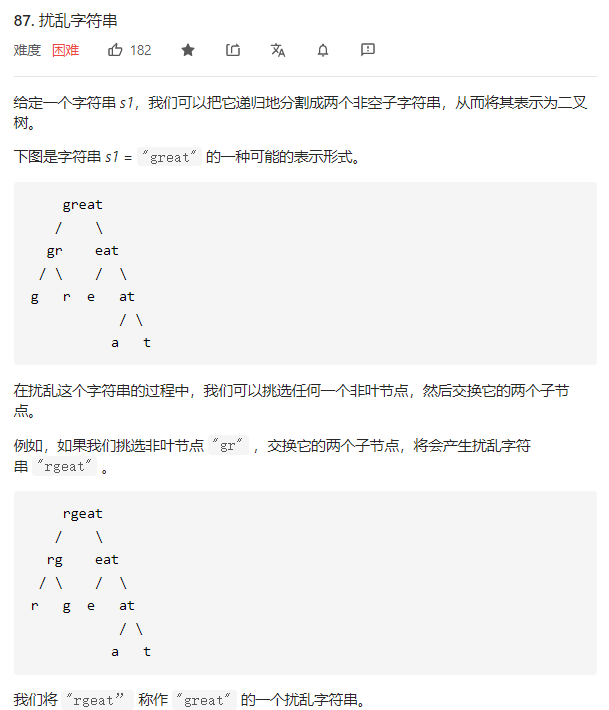 87. 扰乱字符串
难度 困难 182
给定一个字符串 s1，我们可以把它递归地分割成两个非空子字符串，从而将其表示为二叉
树。
下图是字符串 s1 = "great" 的一种可能的表示形式。
great
/ \
gr eat
/ \ / \
g r e at
/ \
a t
在扰乱这个字符串的过程中，我们可以挑选任何一个非叶节点，然后交换它的两个子节
点。
例如，如果我们挑选非叶节点 "gr" ，交换它的两个子节点，将会产生扰乱字符
串 "rgeat" 。
rgeat
/ \
rg eat
/ \ / \
r g e at
/ \
a t
我们将 "rgeat” 称作 "great" 的一个扰乱字符串。